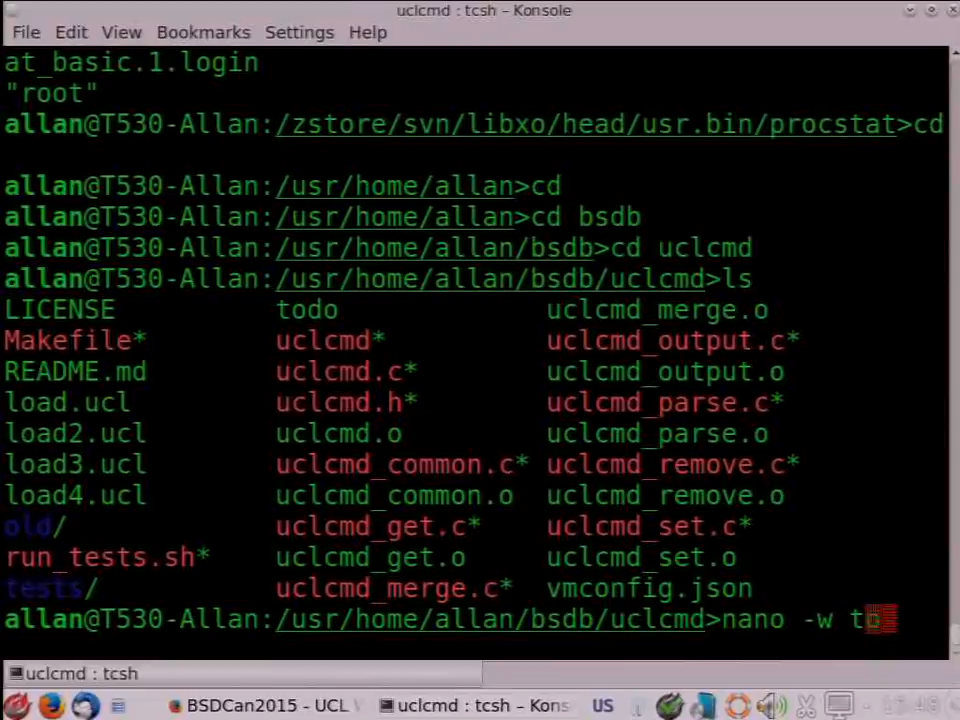 uclcmd : tcsh – Konsole
File Edit View Bookmarks Settings Help
at_basic.1.login
"root"
allan@T530-Allan:/zstore/svn/libxo/head/usr.bin/procstat>cd
allan@T530-Allan:/usr/home/allan>cd
allan@T530-Allan:/usr/home/allan>cd bsdb
allan@T530-Allan:/usr/home/allan/bsdb>cd uclcmd
allan@T530-Allan:/usr/home/allan/bsdb/uclcmd>ls
LICENSE todo uclcmd_merge.o
Makefile* uclcmd* uclcmd_output.c*
README.md uclcmd.c* uclcmd_output.o
load.ucl uclcmd.h* uclcmd_parse.c*
load2.ucl uclcmd.o uclcmd_parse.o
load3.ucl uclcmd_common.c* uclcmd_remove.c*
load4.ucl uclcmd_common.o uclcmd_remove.o
old/ uclcmd_get.c* uclcmd_set.c*
run_tests.sh* uclcmd_get.o uclcmd_set.o
tests/ uclcmd_merge.c* vmconfig.json
allan@T530-Allan:/usr/home/allan/bsdb/uclcmd>nano -w to
uclcmd : tcsh
BSDCan2015 - UCL uclcmd : tcsh – Kons US